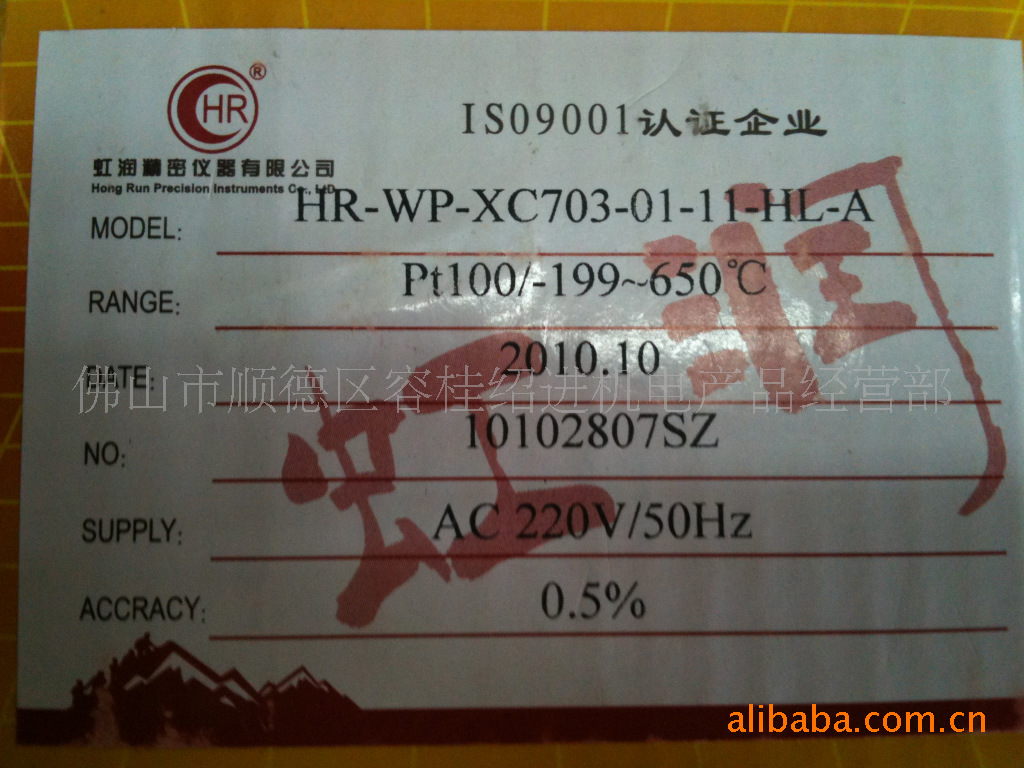 HR®
ISO9001认证企业
虹润精密仪器有限公司
Hong Run Precision Instruments Co., LTD
MODEL: HR-WP-XC703-01-11-HL-A
RANGE: Pt100/-199~~650℃
DATE: 2010.10
佛山市顺德区容桂绍进机电产品经营部
NO: 10102807SZ
SUPPLY: AC 220V/50Hz
ACCRACY: 0.5%
虹润
alibaba.com.cn